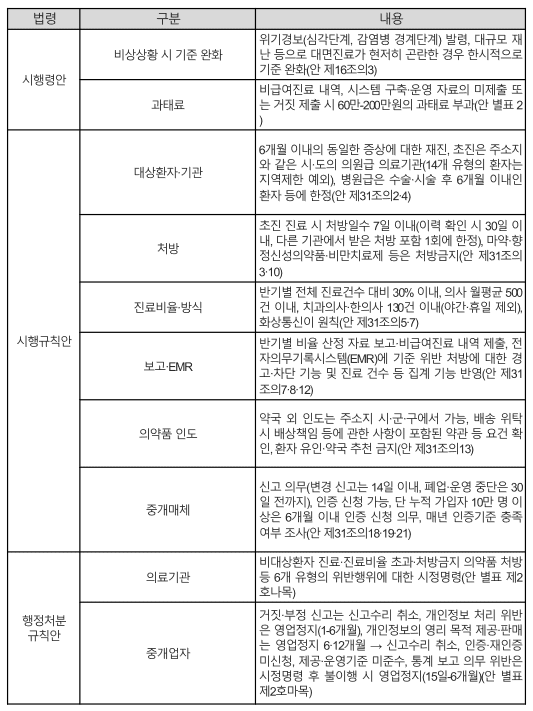 법령 구분 내용
시행령안
비상상황 시 기준 완화
위기경보(심각단계, 감염병 경계단계) 발령, 대규모 재
난 등으로 대면진료가 현저히 곤란한 경우 한시적으로
기준 완화(안 제16조의3)
과태료
비급여진료 내역, 시스템 구축·운영 자료의 미제출 또
는 거짓 제출 시 60만-200만원의 과태료 부과(안 별표 2
)
시행규칙안
대상환자·기관
6개월 이내의 동일한 증상에 대한 재진, 초진은 주소지
와 같은 시·도의 의원급 의료기관(14개 유형의 환자는
지역제한 예외), 병원급은 수술·시술 후 6개월 이내인
환자 등에 한정(안 제31조의2·4)
처방
초진 진료 시 처방일수 7일 이내(이력 확인 시 30일 이
내, 다른 기관에서 받은 처방 포함 1회에 한정), 마약·향
정신성의약품·비만치료제 등은 처방금지(안 제31조의
3·10)
진료비율·방식
반기별 전체 진료건수 대비 30% 이내, 의사 월평균 500
건 이내, 치과의사·한의사 130건 이내(야간·휴일 제외),
화상통신이 원칙(안 제31조의5·7)
보고·EMR
반기별 비율 산정 자료 보고·비급여진료 내역 제출, 전
자의무기록시스템(EMR)에 기준 위반 처방에 대한 경
고·차단 기능 및 진료 건수 등 집계 기능 반영(안 제31
조의7·8·12)
의약품 인도
약국 외 인도는 주소지 시·군·구에서 가능, 배송 위탁
시 배상책임 등에 관한 사항이 포함된 약관 등 요건 확
인, 환자 유인·약국 추천 금지(안 제31조의13)
중개매체
신고 의무(변경 신고는 14일 이내, 폐업·운영 중단은 30
일 전까지), 인증 신청 가능, 단 누적 가입자 10만 명 이
상은 6개월 이내 인증 신청 의무, 매년 인증기준 충족
여부 조사(안 제31조의18·19·21)
행정처분
규칙안
의료기관
비대상환자 진료·진료비율 초과·처방금지 의약품 처방
등 6개 유형의 위반행위에 대한 시정명령(안 별표 제2
호나목)
중개업자
거짓·부정 신고는 신고수리 취소, 개인정보 처리 위반
은 영업정지(1-6개월), 개인정보의 영리 목적 제공·판매
는 영업정지 6·12개월 → 신고수리 취소, 인증·재인증
미신청, 제공·운영기준 미준수, 통계 보고 의무 위반은
시정명령 후 불이행 시 영업정지(15일-6개월)(안 별표
제2호마목)